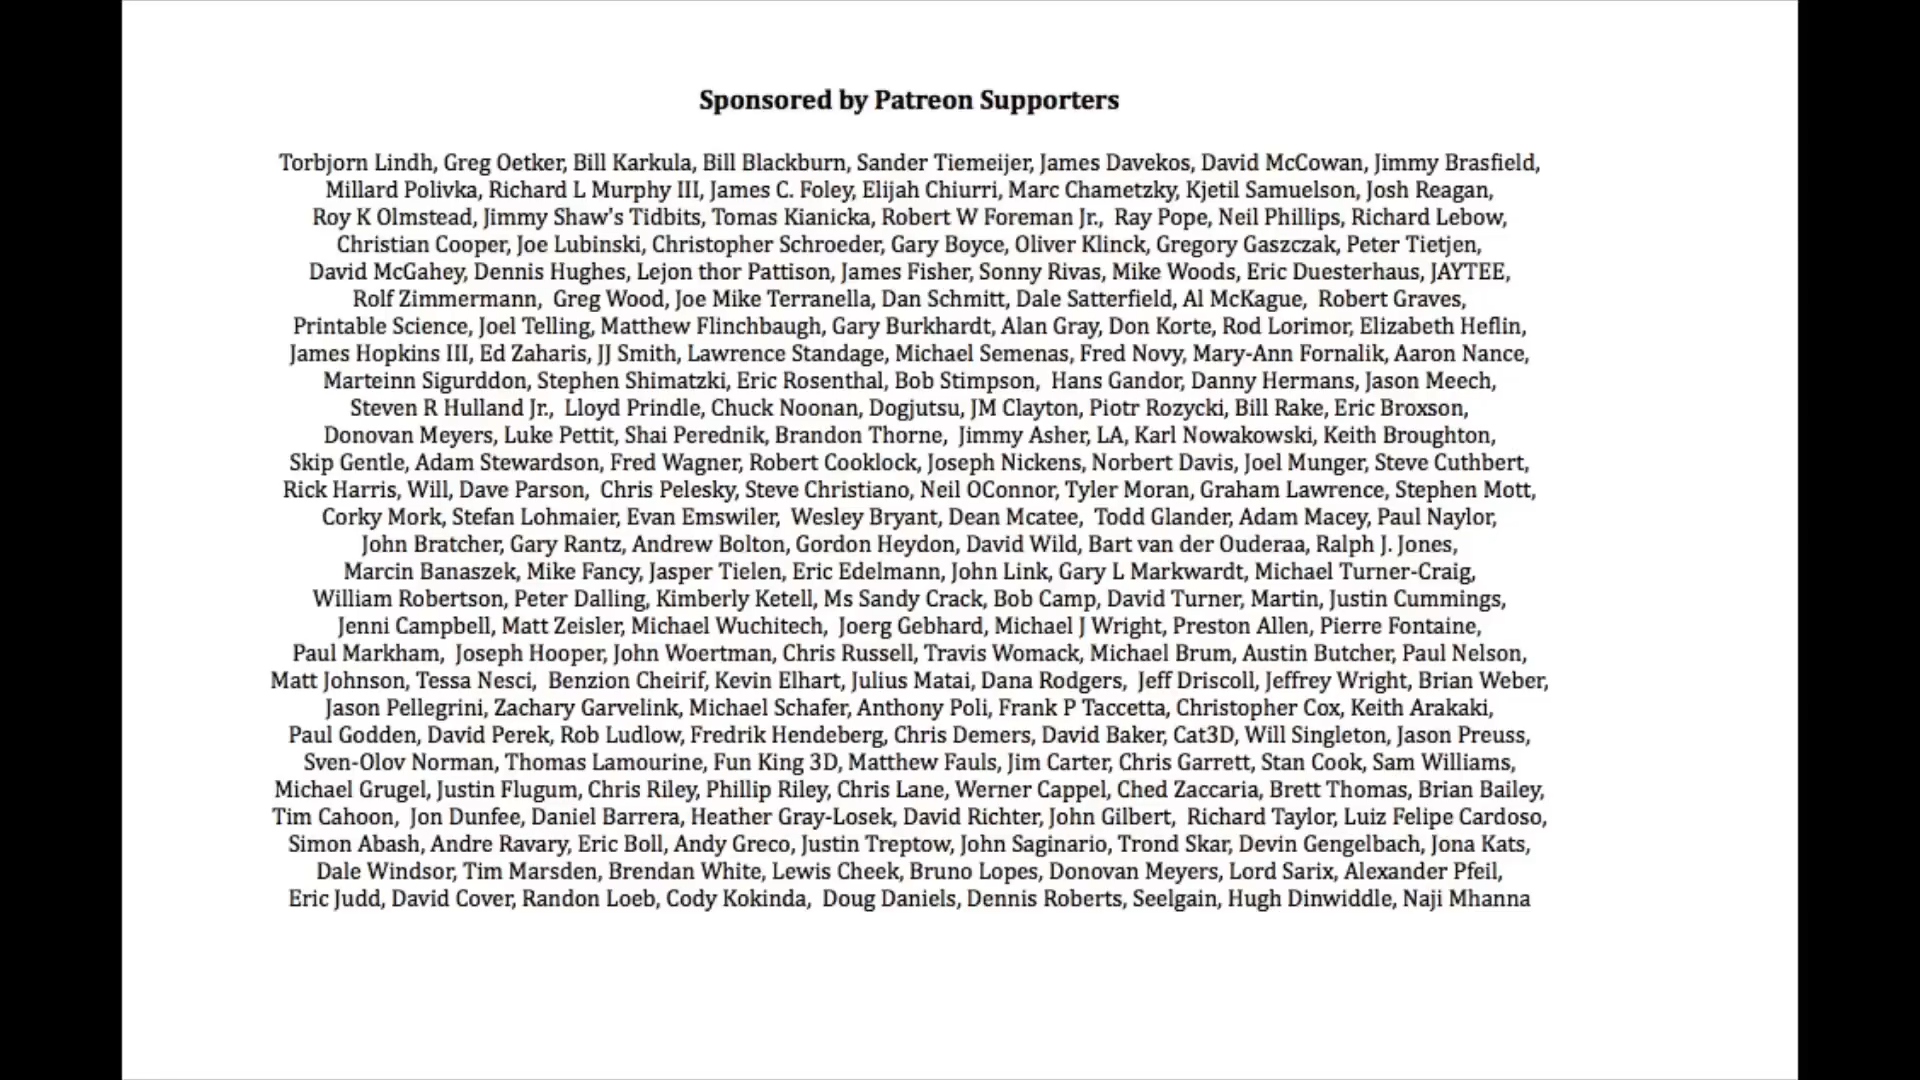 Sponsored by Patreon Supporters
Torbjorn Lindh, Greg Oetker, Bill Karkula, Bill Blackburn, Sander Tiemeijer, James Davekos, David McCowan, Jimmy Brasfield,
Millard Polivka, Richard L Murphy III, James C. Foley, Elijah Chiurri, Marc Chametzky, Kjetil Samuelson, Josh Reagan,
Roy K Olmstead, Jimmy Shaw's Tidbits, Tomas Kianicka, Robert W Foreman Jr., Ray Pope, Neil Phillips, Richard Lebow,
Christian Cooper, Joe Lubinski, Christopher Schroeder, Gary Boyce, Oliver Klinck, Gregory Gaszczak, Peter Tietjen,
David McGahey, Dennis Hughes, Lejon thor Pattison, James Fisher, Sonny Rivas, Mike Woods, Eric Duesterhaus, JAYTEE,
Rolf Zimmermann, Greg Wood, Joe Mike Terranella, Dan Schmitt, Dale Satterfield, Al McKague, Robert Graves,
Printable Science, Joel Telling, Matthew Flinchbaugh, Gary Burkhardt, Alan Gray, Don Korte, Rod Lorimor, Elizabeth Heflin,
James Hopkins III, Ed Zaharis, JJ Smith, Lawrence Standage, Michael Semenas, Fred Novy, Mary-Ann Fornalik, Aaron Nance,
Marteinn Sigurddon, Stephen Shimatzki, Eric Rosenthal, Bob Stimpson, Hans Gandor, Danny Hermans, Jason Meech,
Steven R Hulland Jr., Lloyd Prindle, Chuck Noonan, Dogjutsu, JM Clayton, Piotr Rozycki, Bill Rake, Eric Broxson,
Donovan Meyers, Luke Pettit, Shai Perednik, Brandon Thorne, Jimmy Asher, LA, Karl Nowakowski, Keith Broughton,
Skip Gentle, Adam Stewardson, Fred Wagner, Robert Cooklock, Joseph Nickens, Norbert Davis, Joel Munger, Steve Cuthbert,
Rick Harris, Will, Dave Parson, Chris Pelesky, Steve Christiano, Neil OConnor, Tyler Moran, Graham Lawrence, Stephen Mott,
Corky Mork, Stefan Lohmaier, Evan Emswiler, Wesley Bryant, Dean Mcatee, Todd Glander, Adam Macey, Paul Naylor,
John Bratcher, Gary Rantz, Andrew Bolton, Gordon Heydon, David Wild, Bart van der Ouderaa, Ralph J. Jones,
Marcin Banaszek, Mike Fancy, Jasper Tielen, Eric Edelmann, John Link, Gary L Markwardt, Michael Turner-Craig,
William Robertson, Peter Dalling, Kimberly Ketell, Ms Sandy Crack, Bob Camp, David Turner, Martin, Justin Cummings,
Jenni Campbell, Matt Zeisler, Michael Wuchitech, Joerg Gebhard, Michael J Wright, Preston Allen, Pierre Fontaine,
Paul Markham, Joseph Hooper, John Woertman, Chris Russell, Travis Womack, Michael Brum, Austin Butcher, Paul Nelson,
Matt Johnson, Tessa Nesci, Benzion Cheirif, Kevin Elhart, Julius Matai, Dana Rodgers, Jeff Driscoll, Jeffrey Wright, Brian Weber,
Jason Pellegrini, Zachary Garvelink, Michael Schafer, Anthony Poli, Frank P Taccetta, Christopher Cox, Keith Arakaki,
Paul Godden, David Perek, Rob Ludlow, Fredrik Hendeberg, Chris Demers, David Baker, Cat3D, Will Singleton, Jason Preuss,
Sven-Olov Norman, Thomas Lamourine, Fun King 3D, Matthew Fauls, Jim Carter, Chris Garrett, Stan Cook, Sam Williams,
Michael Grugel, Justin Flugum, Chris Riley, Phillip Riley, Chris Lane, Werner Cappel, Ched Zaccaria, Brett Thomas, Brian Bailey,
Tim Cahoon, Jon Dunfee, Daniel Barrera, Heather Gray-Losek, David Richter, John Gilbert, Richard Taylor, Luiz Felipe Cardoso,
Simon Abash, Andre Ravary, Eric Boll, Andy Greco, Justin Treptow, John Saginario, Trond Skar, Devin Gengelbach, Jona Kats,
Dale Windsor, Tim Marsden, Brendan White, Lewis Cheek, Bruno Lopes, Donovan Meyers, Lord Sarix, Alexander Pfeil,
Eric Judd, David Cover, Randon Loeb, Cody Kokinda, Doug Daniels, Dennis Roberts, Seelgain, Hugh Dinwiddle, Naji Mhanna